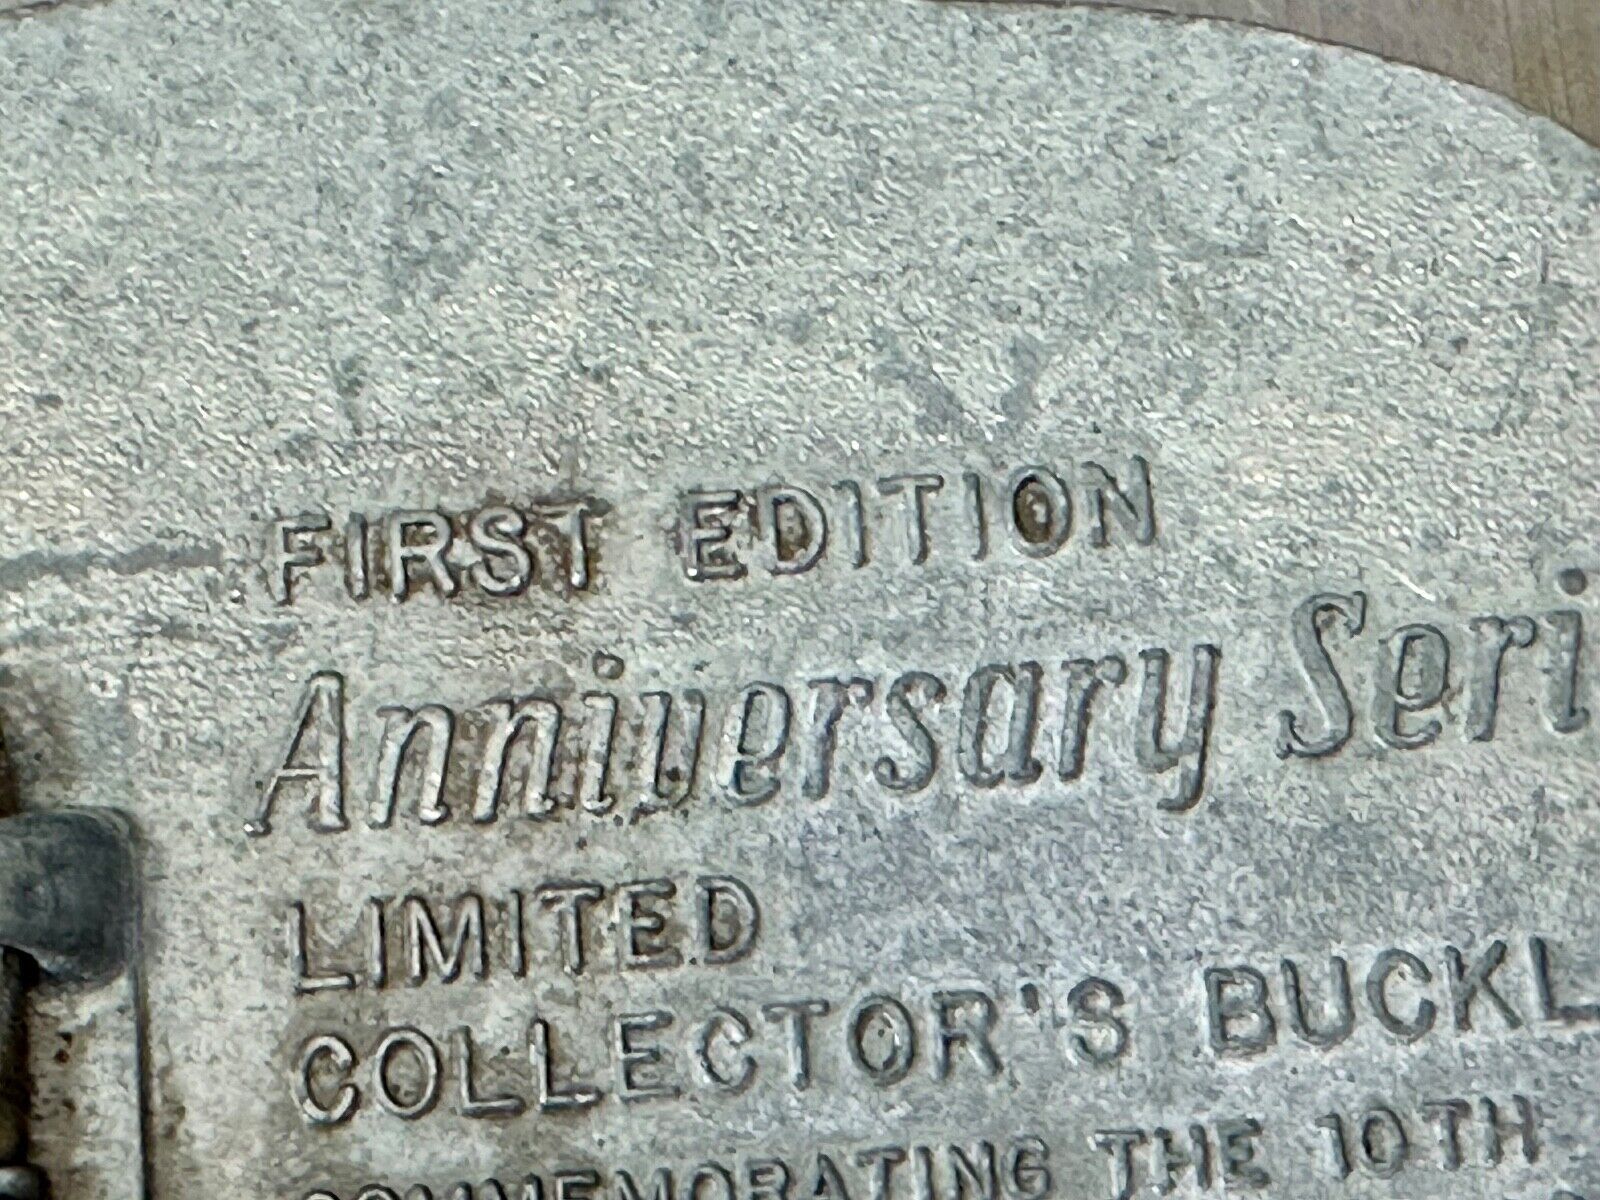 FIRST EDITION
Anniversary Seri
LIMITED
COLLECTOR'S BUCKL
COMMEMORATING THE 10TH